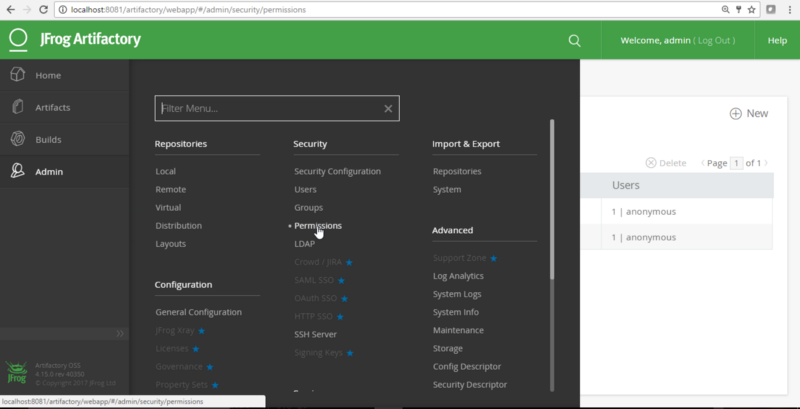 localhost:8081/artifactory/webapp/#/admin/security/permissions
JFrog Artifactory
Welcome, admin ( Log Out )
Help
Home
Artifacts
Builds
Admin
Filter Menu...
Repositories
Local
Remote
Virtual
Distribution
Layouts
Configuration
General Configuration
JFrog Xray
Licenses
Governance
Property Sets
Security
Security Configuration
Users
Groups
Permissions
LDAP
Crowd / JIRA
SAML SSO
OAuth SSO
HTTP SSO
SSH Server
Signing Keys
Import & Export
Repositories
System
Advanced
Support Zone
Log Analytics
System Logs
System Info
Maintenance
Storage
Config Descriptor
Security Descriptor
New
Delete
Page 1 of 1
Users
1 | anonymous
1 | anonymous
JFrog
Artifactory OSS
4.15.0 rev 40350
© Copyright 2017 JFrog Ltd
localhost:8081/artifactory/webapp/#/admin/security/permissions